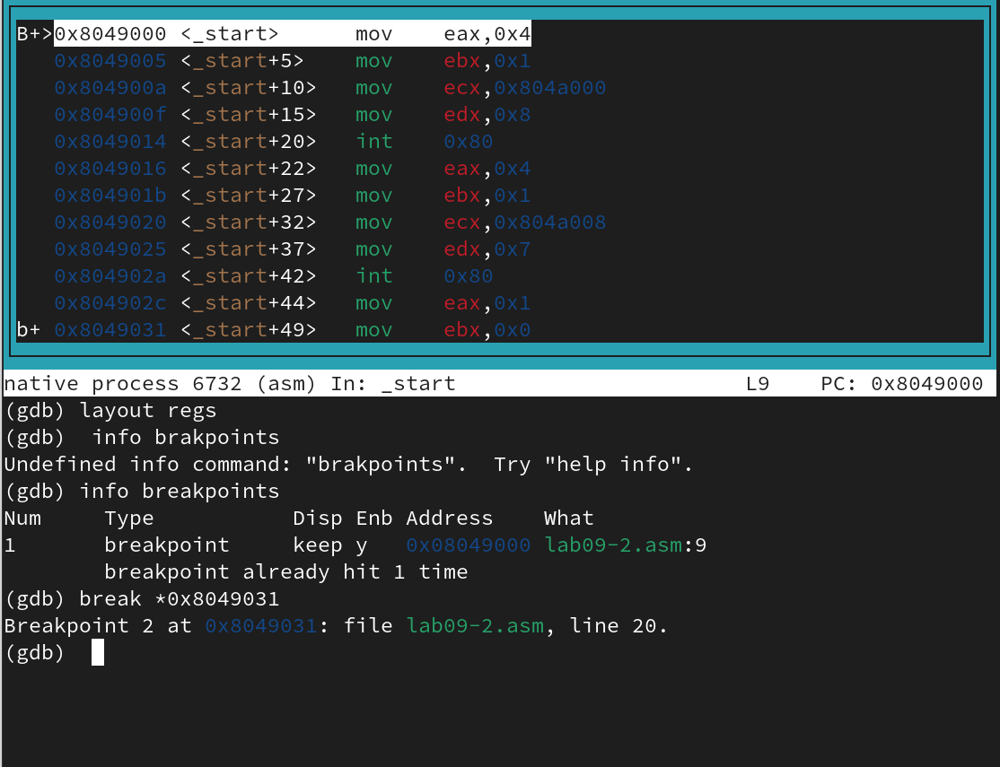 B+>0x8049000 <_start>      mov    eax,0x4
   0x8049005 <_start+5>    mov    ebx,0x1
   0x804900a <_start+10>   mov    ecx,0x804a000
   0x804900f <_start+15>   mov    edx,0x8
   0x8049014 <_start+20>   int    0x80
   0x8049016 <_start+22>   mov    eax,0x4
   0x804901b <_start+27>   mov    ebx,0x1
   0x8049020 <_start+32>   mov    ecx,0x804a008
   0x8049025 <_start+37>   mov    edx,0x7
   0x804902a <_start+42>   int    0x80
   0x804902c <_start+44>   mov    eax,0x1
b+ 0x8049031 <_start+49>   mov    ebx,0x0
native process 6732 (asm) In: _start                       L9    PC: 0x8049000
(gdb) layout regs
(gdb)  info brakpoints
Undefined info command: "brakpoints".  Try "help info".
(gdb) info breakpoints
Num     Type           Disp Enb Address    What
1       breakpoint     keep y   0x08049000 lab09-2.asm:9
        breakpoint already hit 1 time
(gdb) break *0x8049031
Breakpoint 2 at 0x8049031: file lab09-2.asm, line 20.
(gdb)